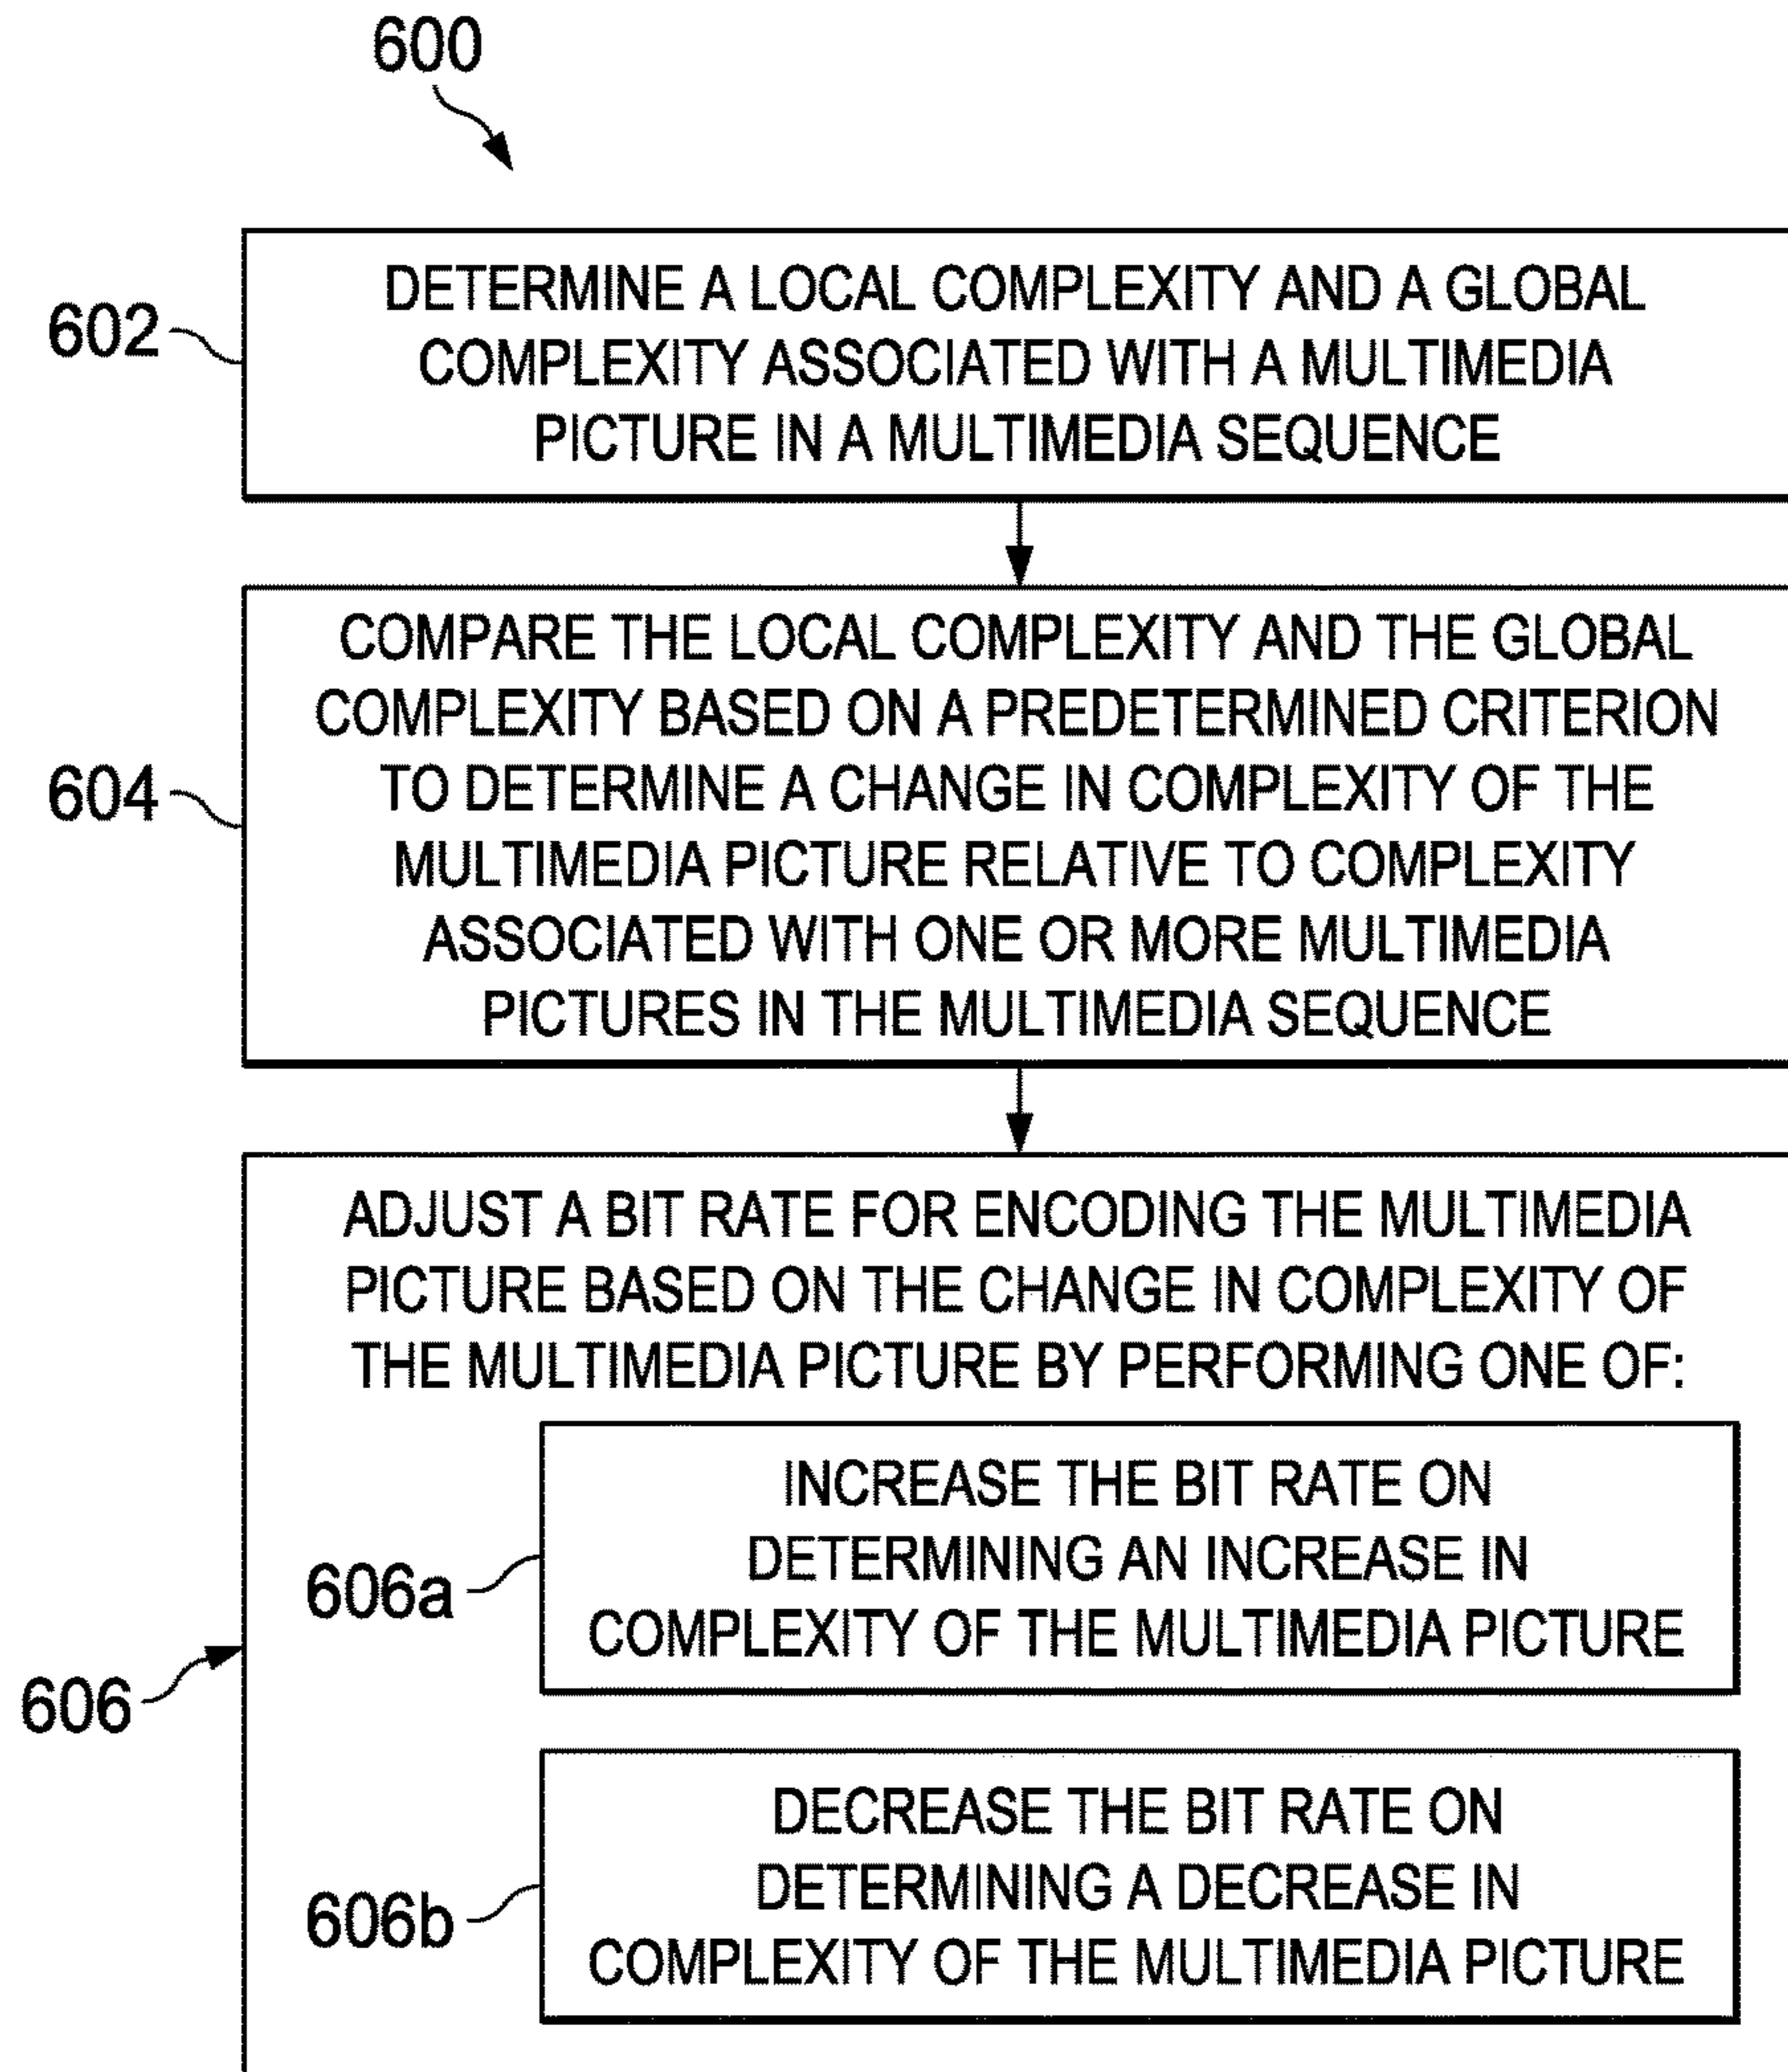 600
602
DETERMINE A LOCAL COMPLEXITY AND A GLOBAL
COMPLEXITY ASSOCIATED WITH A MULTIMEDIA
PICTURE IN A MULTIMEDIA SEQUENCE
604
COMPARE THE LOCAL COMPLEXITY AND THE GLOBAL
COMPLEXITY BASED ON A PREDETERMINED CRITERION
TO DETERMINE A CHANGE IN COMPLEXITY OF THE
MULTIMEDIA PICTURE RELATIVE TO COMPLEXITY
ASSOCIATED WITH ONE OR MORE MULTIMEDIA
PICTURES IN THE MULTIMEDIA SEQUENCE
606
ADJUST A BIT RATE FOR ENCODING THE MULTIMEDIA
PICTURE BASED ON THE CHANGE IN COMPLEXITY OF
THE MULTIMEDIA PICTURE BY PERFORMING ONE OF:
606a
INCREASE THE BIT RATE ON
DETERMINING AN INCREASE IN
COMPLEXITY OF THE MULTIMEDIA PICTURE
606b
DECREASE THE BIT RATE ON
DETERMINING A DECREASE IN
COMPLEXITY OF THE MULTIMEDIA PICTURE